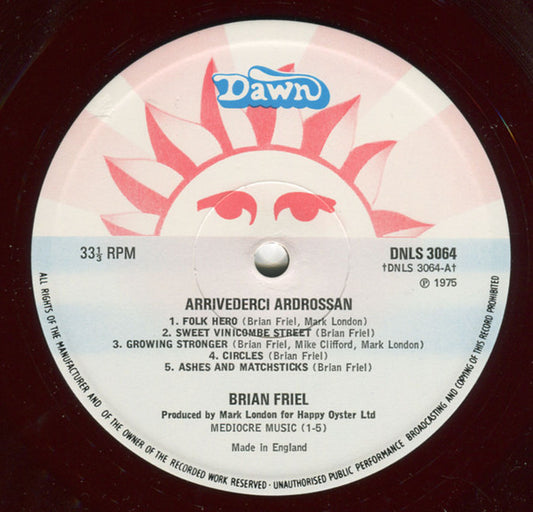 Dawn
33⅓ RPM
DNLS 3064
†DNLS 3064-A†
℗ 1975
ARRIVEDERCI ARDROSSAN
1. FOLK HERO (Brian Friel, Mark London)
2. SWEET VINICOMBE STREET (Brian Friel)
3. GROWING STRONGER (Brian Friel, Mike Clifford, Mark London)
4. CIRCLES (Brian Friel)
5. ASHES AND MATCHSTICKS (Brian Friel)
BRIAN FRIEL
Produced by Mark London for Happy Oyster Ltd
MEDIOCRE MUSIC (1-5)
Made in England
ALL RIGHTS OF THE MANUFACTURER AND OF THE OWNER OF THE RECORDED WORK RESERVED · UNAUTHORISED PUBLIC PERFORMANCE BROADCASTING AND COPYING OF THIS RECORD PROHIBITED